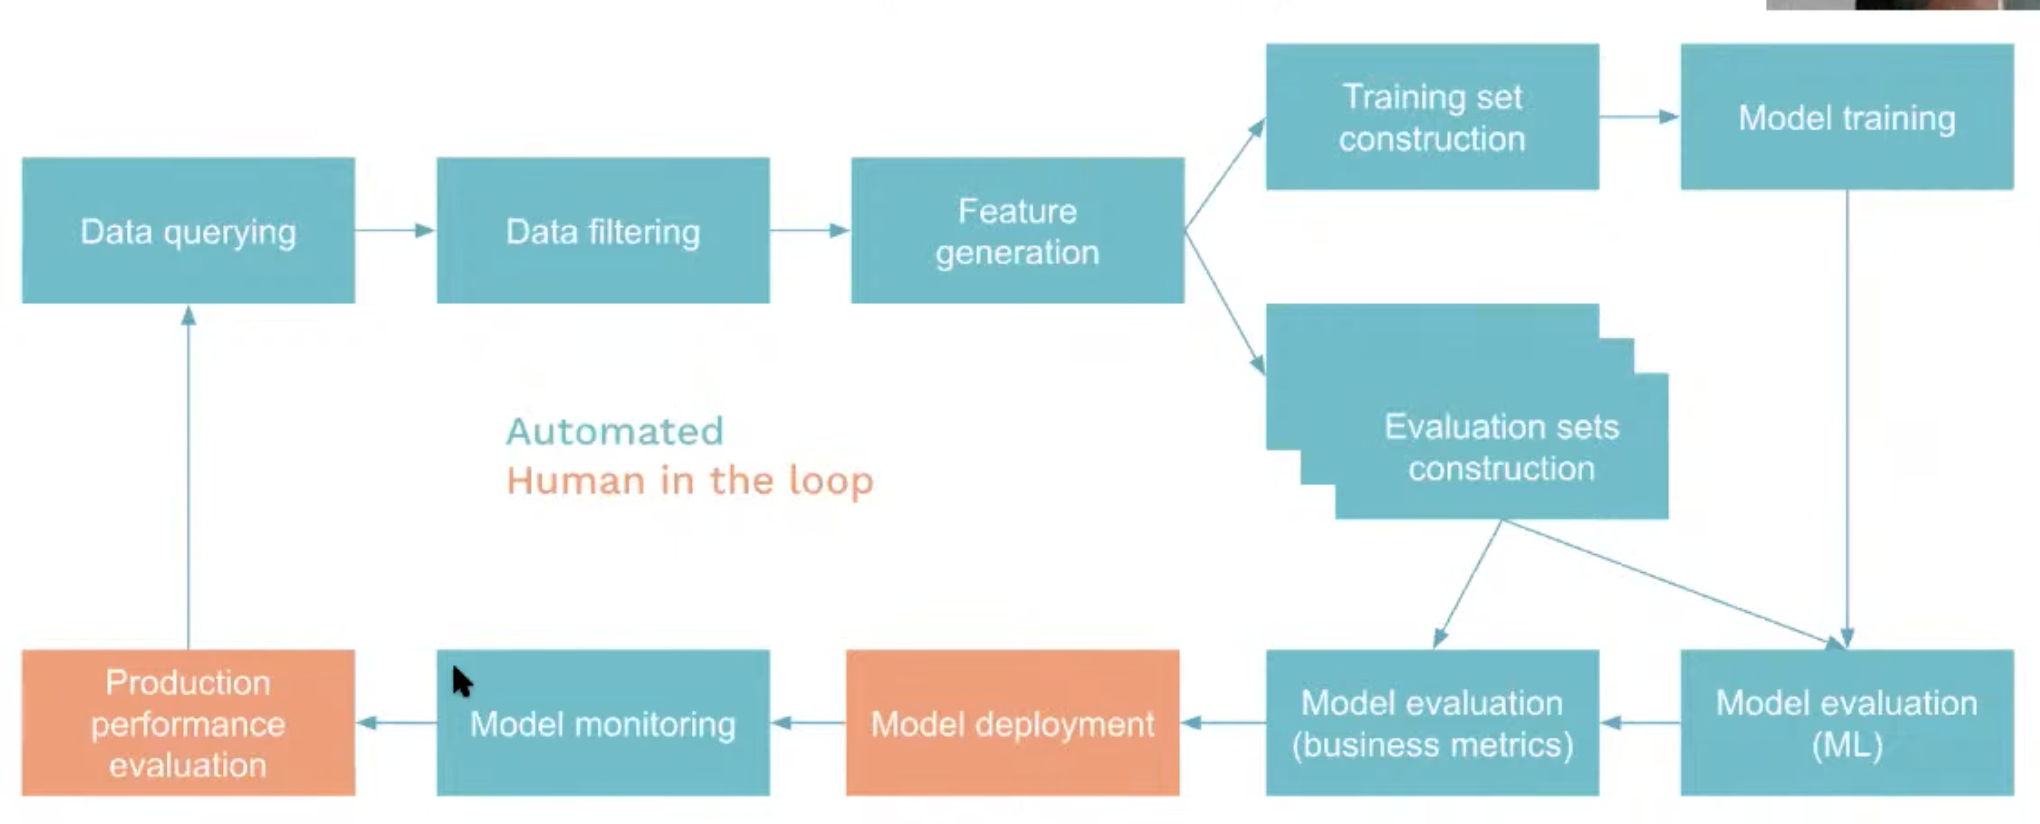 Training set
construction
Model training
Data querying
Data filtering
Feature
generation
Evaluation sets
construction
Automated
Human in the loop
Production
performance
evaluation
Model monitoring
Model deployment
Model evaluation
(business metrics)
Model evaluation
(ML)